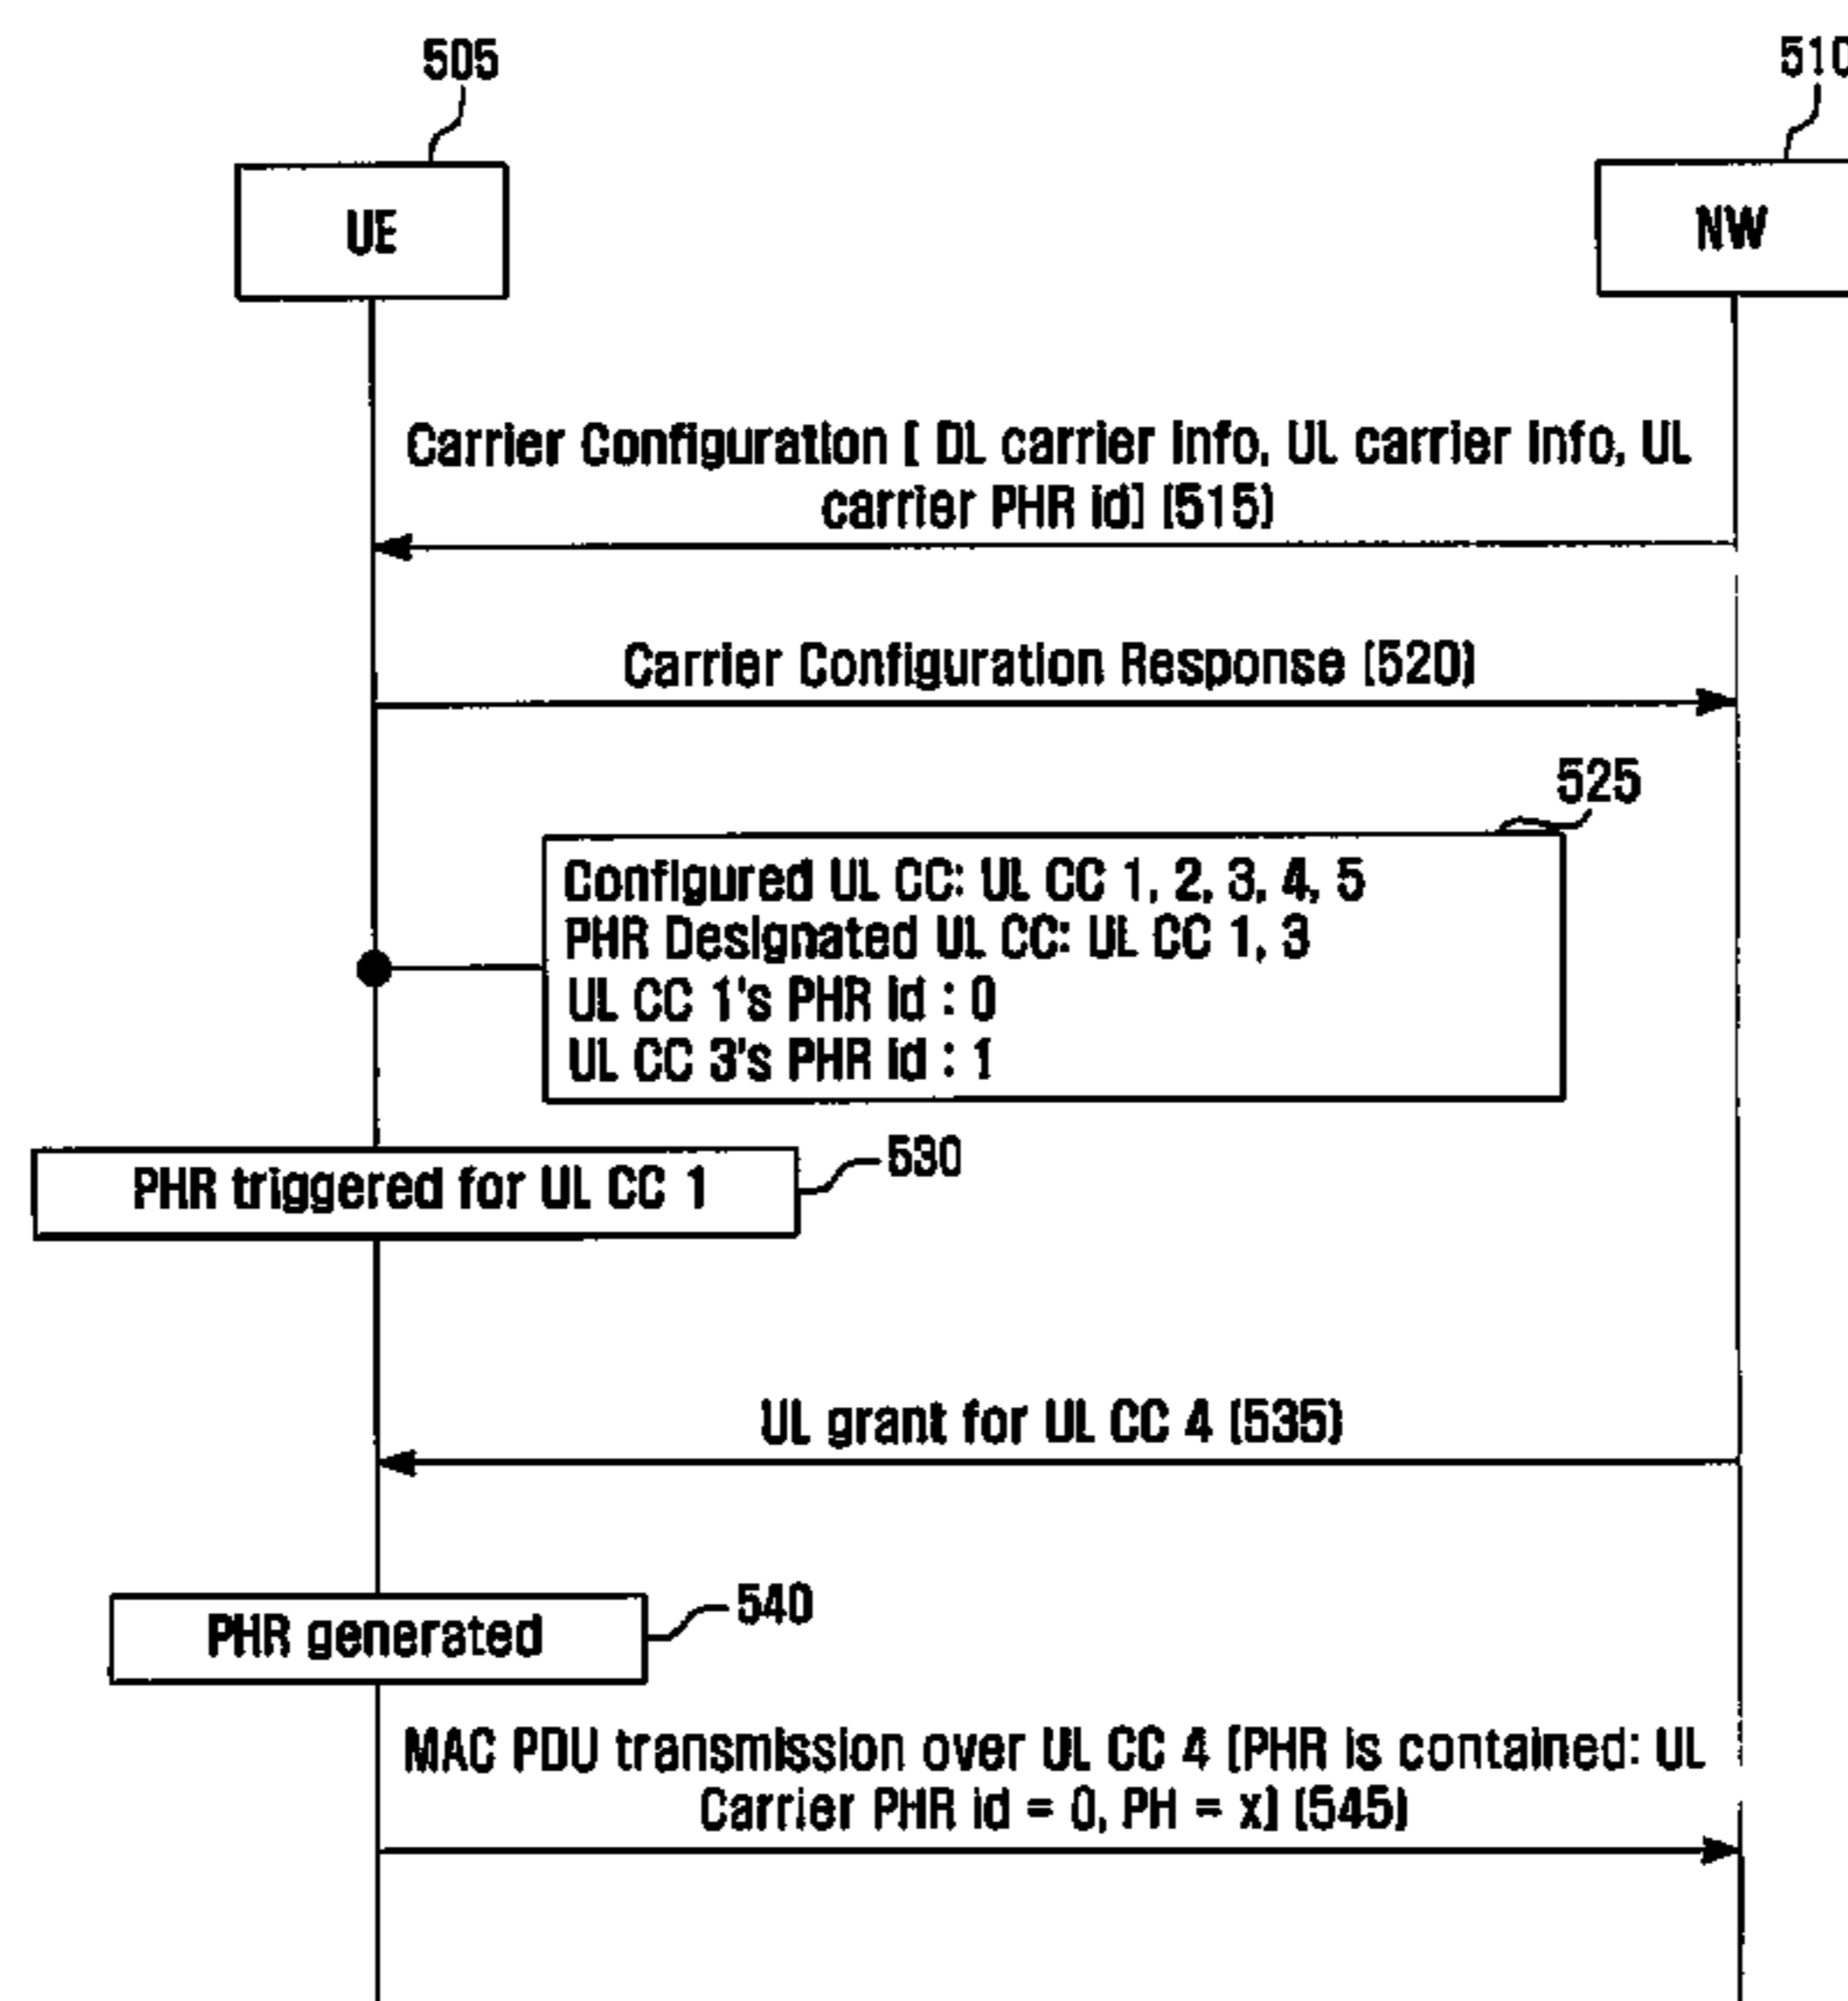 505
510
UE
NW
Carrier Configuration [ DL carrier info, UL carrier info, UL
carrier PHR id] (515)
Carrier Configuration Response (520)
525
Configured UL CC: UL CC 1, 2, 3, 4, 5
PHR Designated UL CC: UL CC 1, 3
UL CC 1's PHR id : 0
UL CC 3's PHR id : 1
PHR triggered for UL CC 1
530
UL grant for UL CC 4 (535)
PHR generated
540
MAC PDU transmission over UL CC 4 [PHR is contained: UL
Carrier PHR id = 0, PH = x] (545)